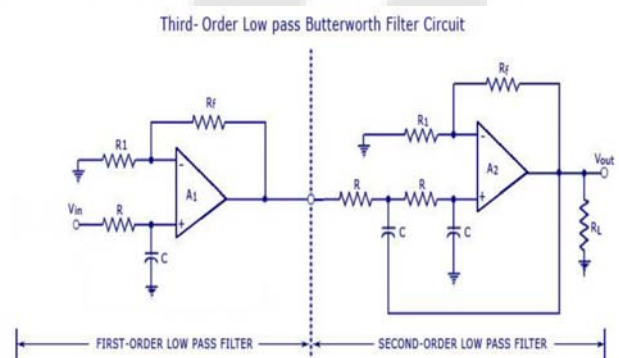 Third- Order Low pass Butterworth Filter Circuit
Rf
R1
-
A1
Vin
R
+
C
Rf
R1
-
A2
Vout
R
R
+
C
C
RL
FIRST-ORDER LOW PASS FILTER
SECOND-ORDER LOW PASS FILTER